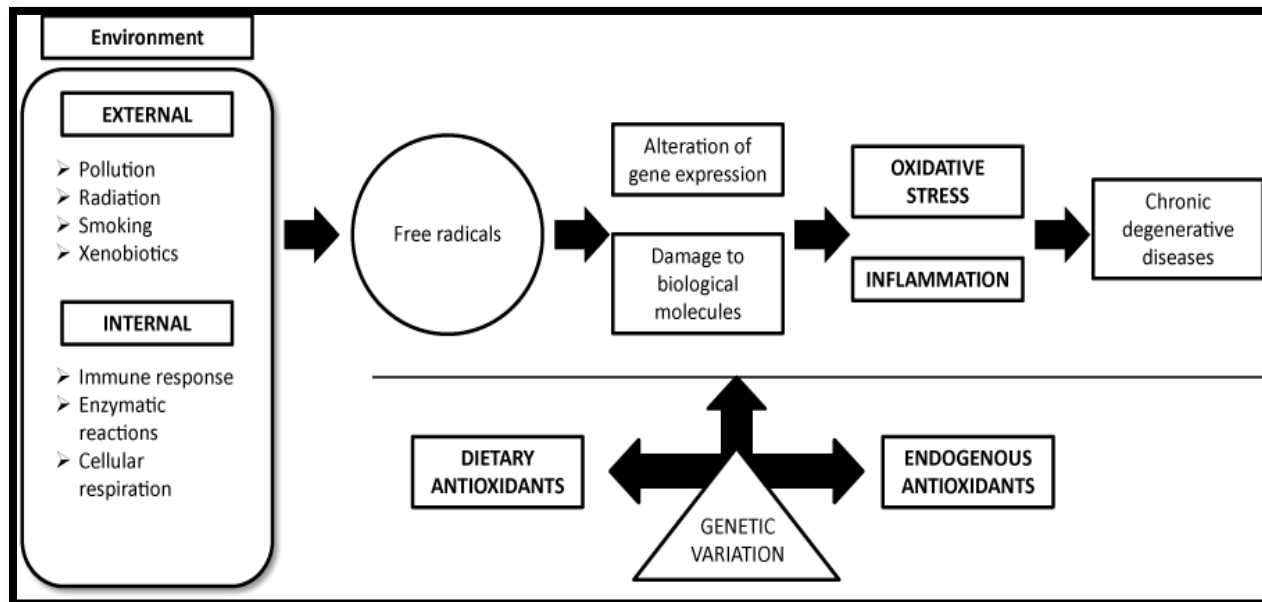 Environment
EXTERNAL
➢ Pollution
➢ Radiation
➢ Smoking
➢ Xenobiotics
INTERNAL
➢ Immune response
➢ Enzymatic
reactions
➢ Cellular
respiration
Free radicals
Alteration of
gene expression
Damage to
biological
molecules
OXIDATIVE
STRESS
INFLAMMATION
Chronic
degenerative
diseases
DIETARY
ANTIOXIDANTS
GENETIC
VARIATION
ENDOGENOUS
ANTIOXIDANTS